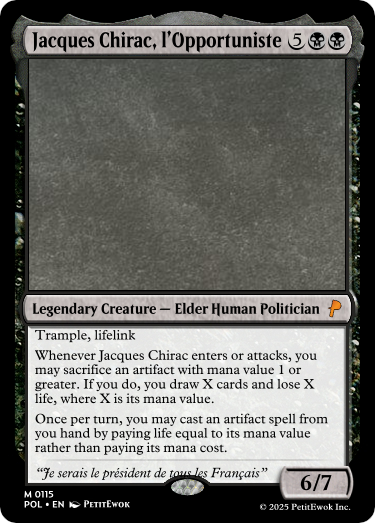 Jacques Chirac, l'Opportuniste 5
Legendary Creature — Elder Human Politician
Trample, lifelink
Whenever Jacques Chirac enters or attacks, you
may sacrifice an artifact with mana value 1 or
greater. If you do, you draw X cards and lose X
life, where X is its mana value.
Once per turn, you may cast an artifact spell from
you hand by paying life equal to its mana value
rather than paying its mana cost.
“Je serais le président de tous les Français”
6/7
M 0115
POL • EN PetitEwok
© 2025 PetitEwok Inc.